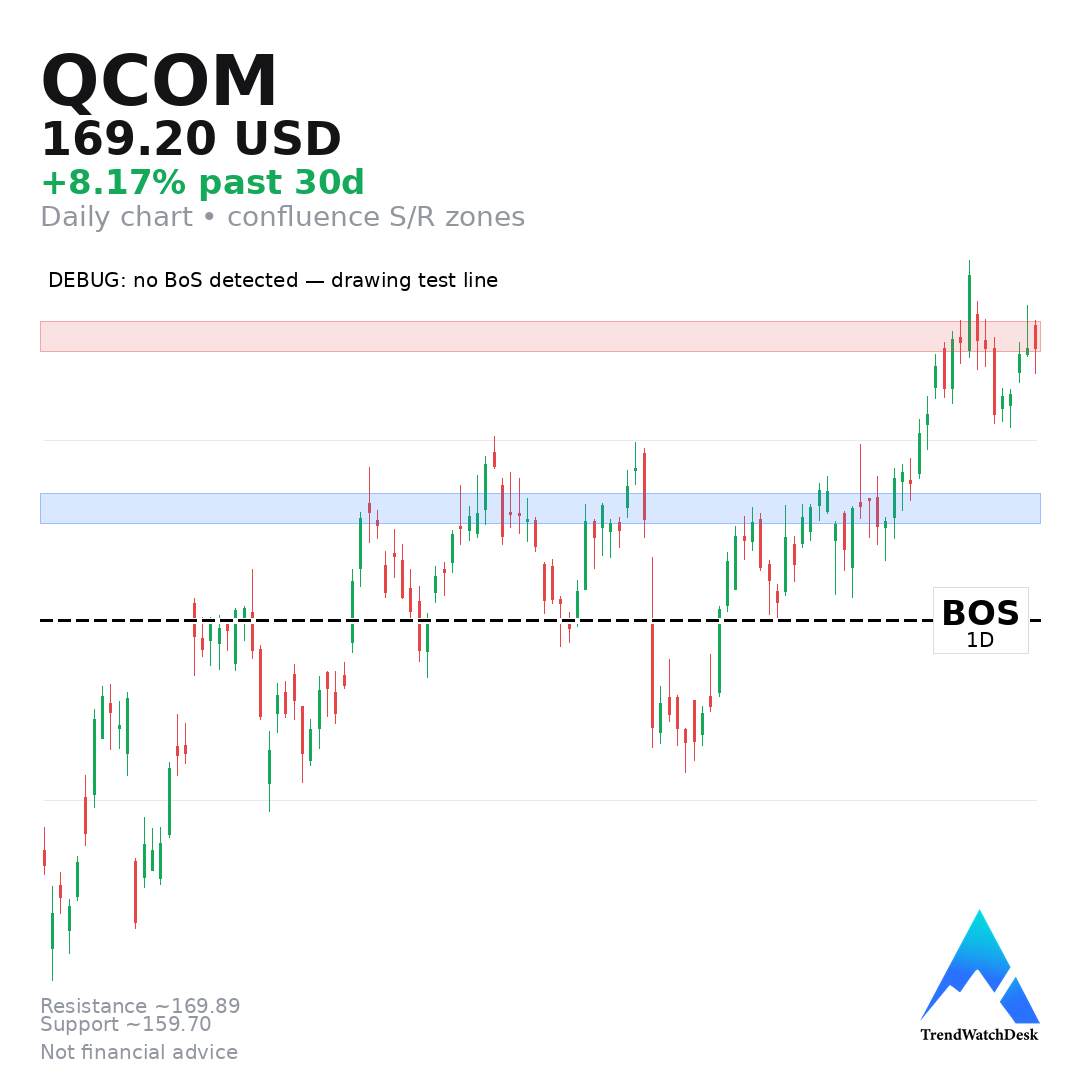 QCOM
169.20 USD
+8.17% past 30d
Daily chart • confluence S/R zones
DEBUG: no BoS detected — drawing test line
BOS
1D
Resistance ~169.89
Support ~159.70
Not financial advice
TrendWatchDesk